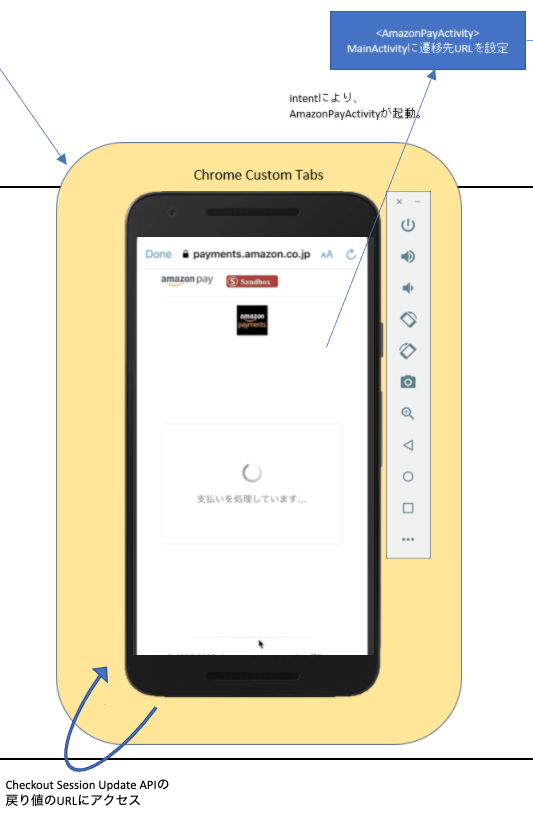 <AmazonPayActivity>
MainActivityに遷移先URLを設定
intentにより、
AmazonPayActivityが起動。
Chrome Custom Tabs
Done payments.amazon.co.jp AA
amazon pay S Sandbox
amazon
payments
支払いを処理しています...
Checkout Session Update APIの
戻り値のURLにアクセス